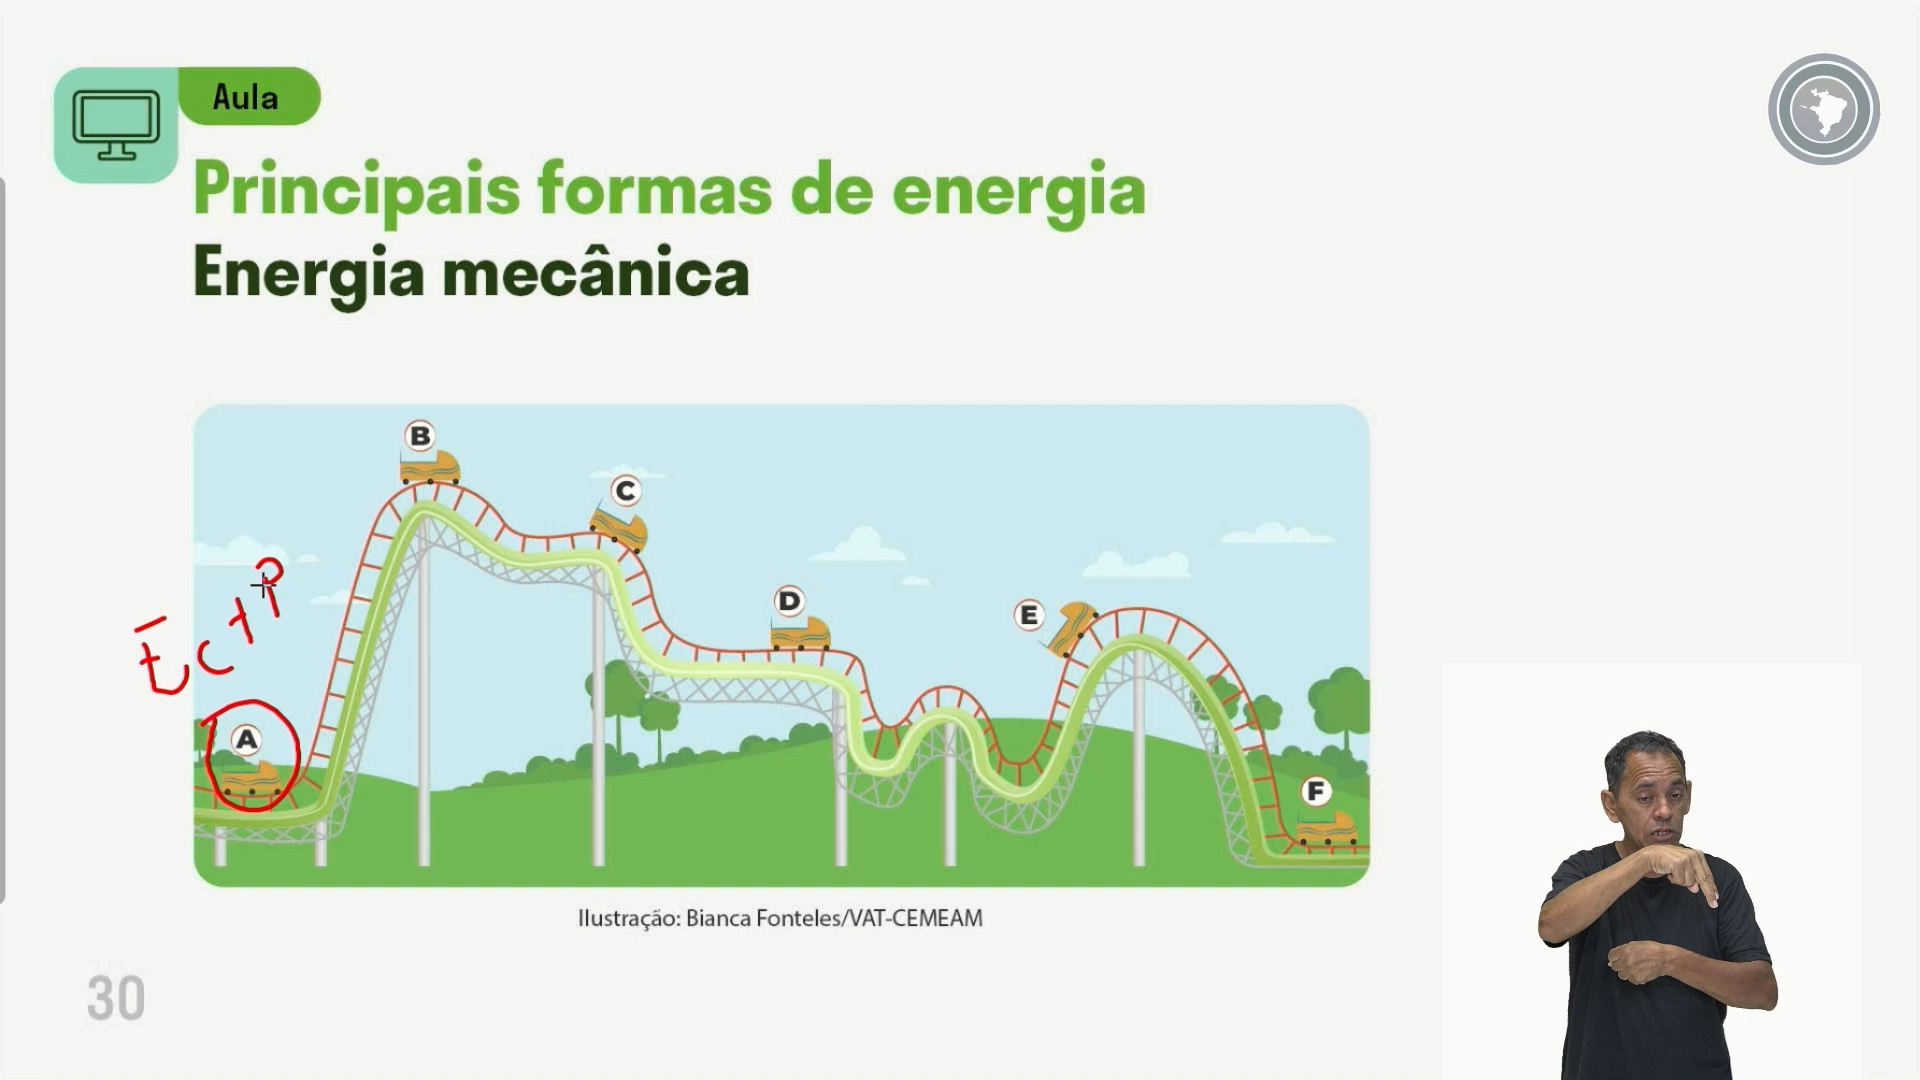 Aula
Principais formas de energia
Energia mecânica
B
C
D
E
Ec + P
A
F
Ilustração: Bianca Fonteles/VAT-CEMEAM
30